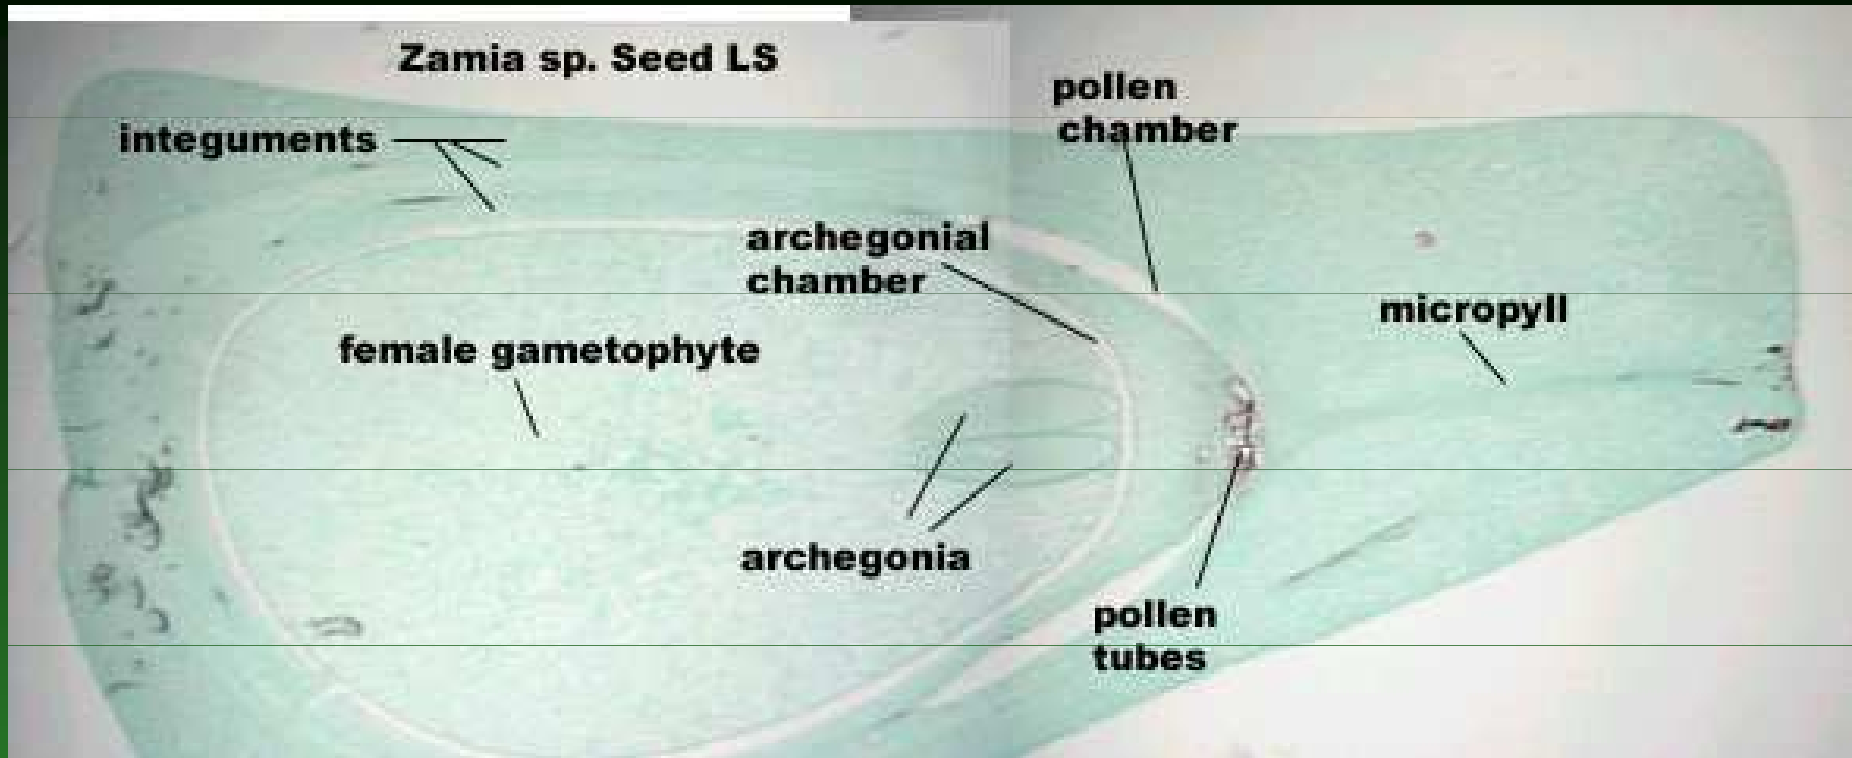 Zamia sp. Seed LS
pollen
chamber
integuments
archegonial
chamber
micropyll
female gametophyte
archegonia
pollen
tubes